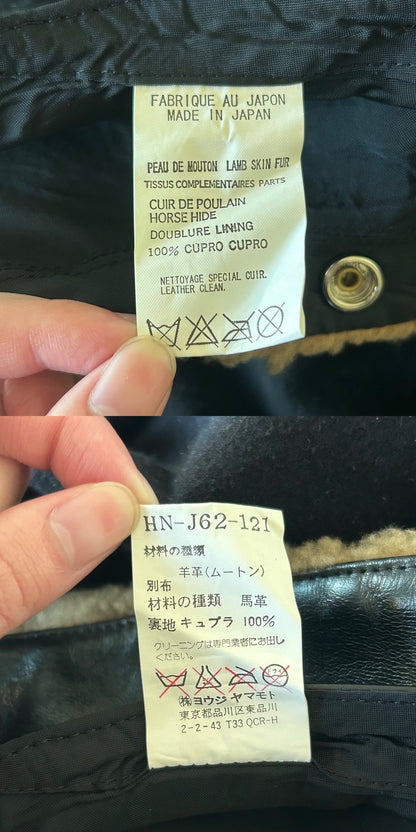 FABRIQUE AU JAPON
MADE IN JAPAN
PEAU DE MOUTON LAMB SKIN FUR
TISSUS COMPLEMENTAIRES PARTS
CUIR DE POULAIN
HORSE HIDE
DOUBLURE LINING
100% CUPRO CUPRO
NETTOYAGE SPECIAL CUIR.
LEATHER CLEAN.
HN-J62-121
材料の種類
羊革(ムートン)
別布
材料の種類 馬革
裏地 キュプラ 100%
クリーニングは専門業者にお出し
ください。
(株)ヨウジ ヤマモト
東京都品川区東品川
2-2-43 T33 QCR-H